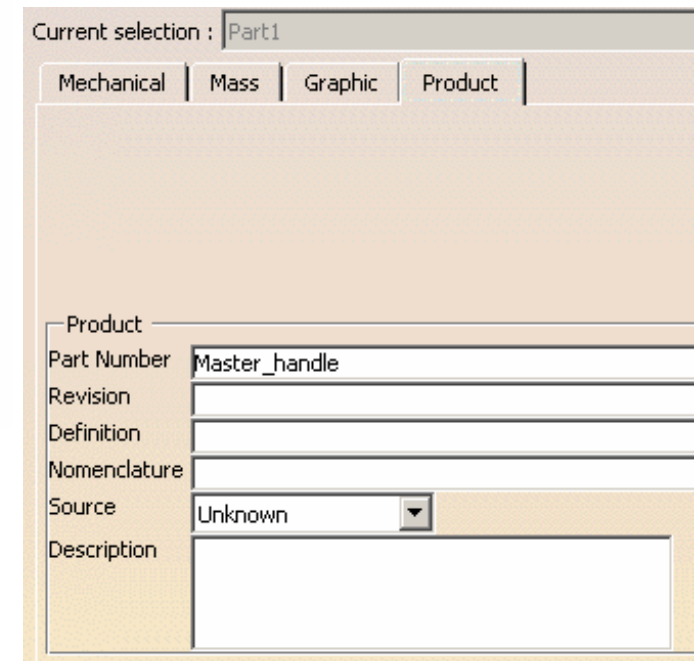 Current selection : Part1
Mechanical Mass Graphic Product
Product
Part Number Master_handle
Revision
Definition
Nomenclature
Source Unknown
Description